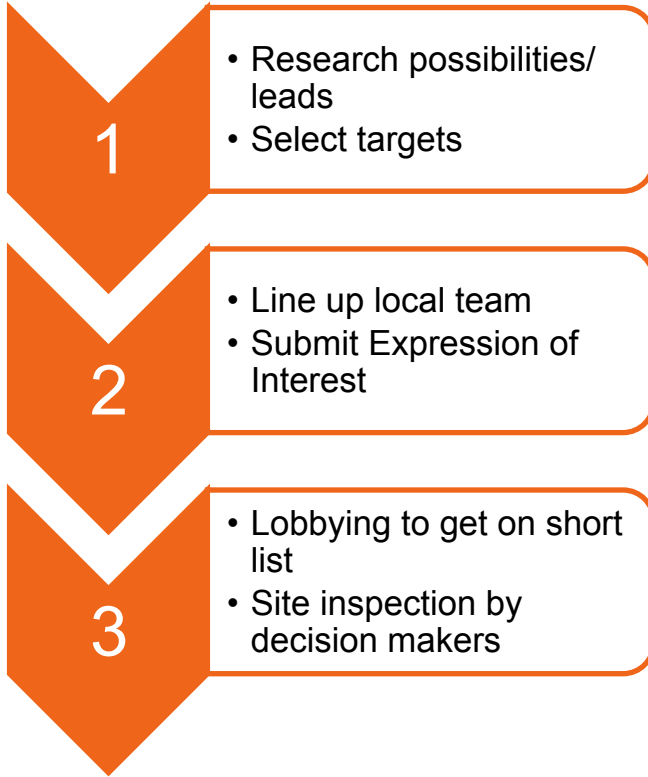 1
• Research possibilities/
leads
• Select targets
2
• Line up local team
• Submit Expression of
Interest
3
• Lobbying to get on short
list
• Site inspection by
decision makers